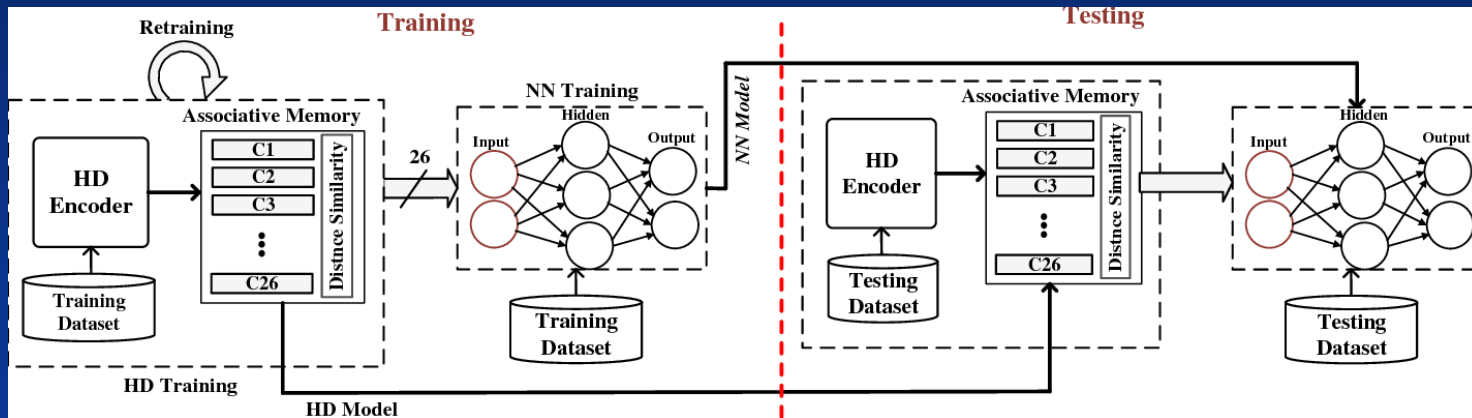 Training
Testing
Retraining
Associative Memory
C1
C2
C3
C26
Distnce Similarity
HD
Encoder
Training
Dataset
HD Training
HD Model
26
NN Training
Input
Hidden
Output
Training
Dataset
NN Model
Associative Memory
C1
C2
C3
C26
Distnce Similarity
HD
Encoder
Testing
Dataset
Input
Hidden
Output
Testing
Dataset